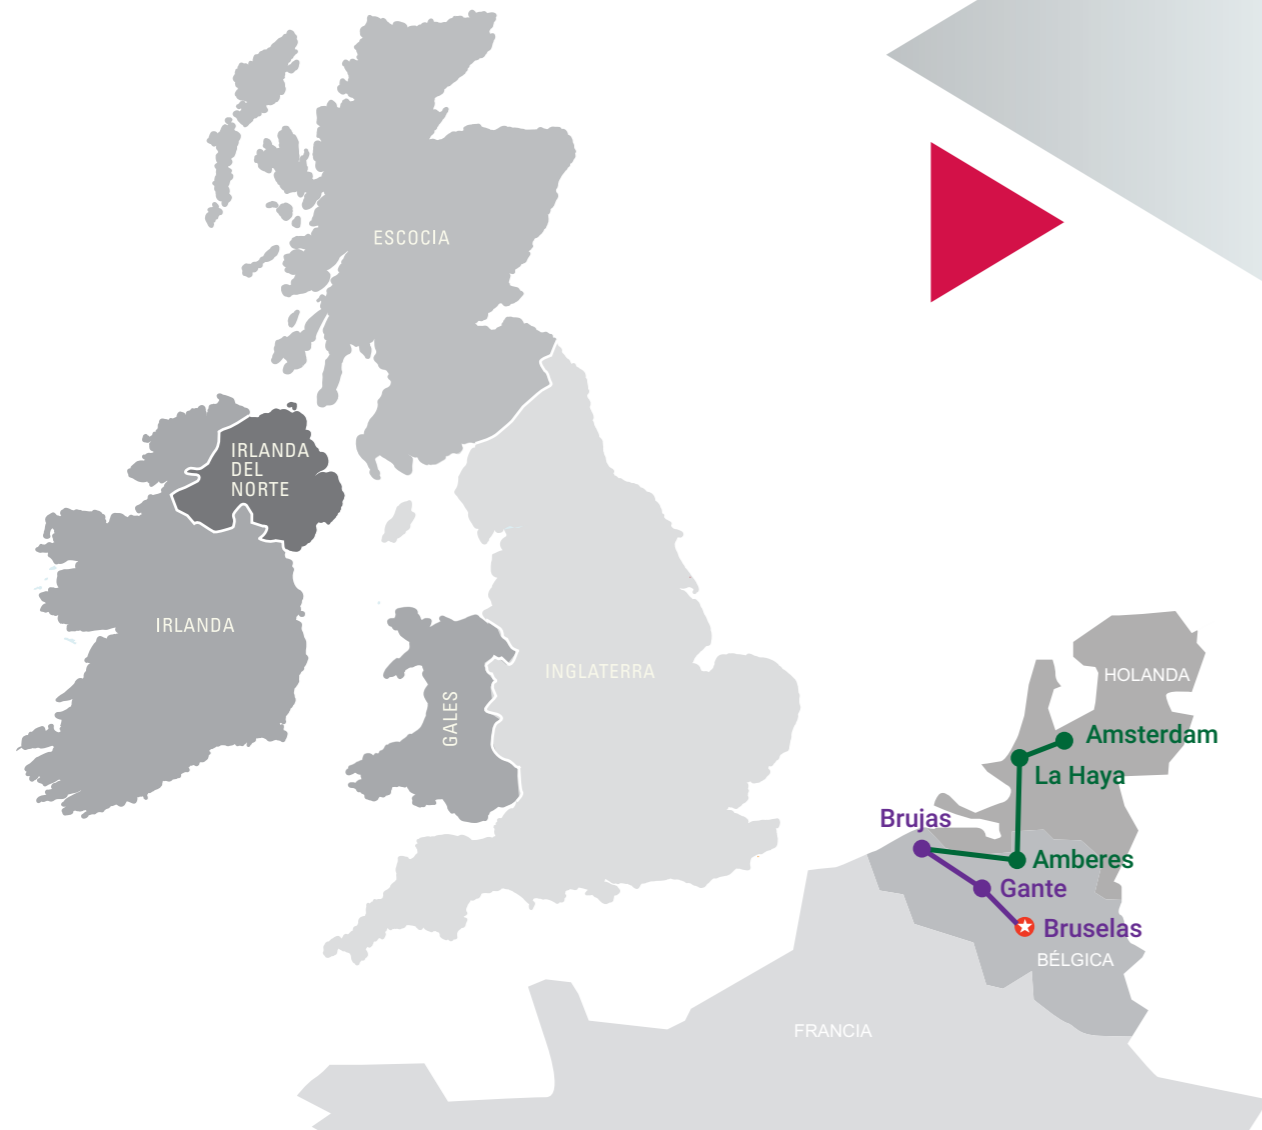 ESCOCIA
IRLANDA
DEL
NORTE
IRLANDA
GALES
INGLATERRA
HOLANDA
Amsterdam
La Haya
Brujas
Amberes
Gante
Bruselas
BÉLGICA
FRANCIA